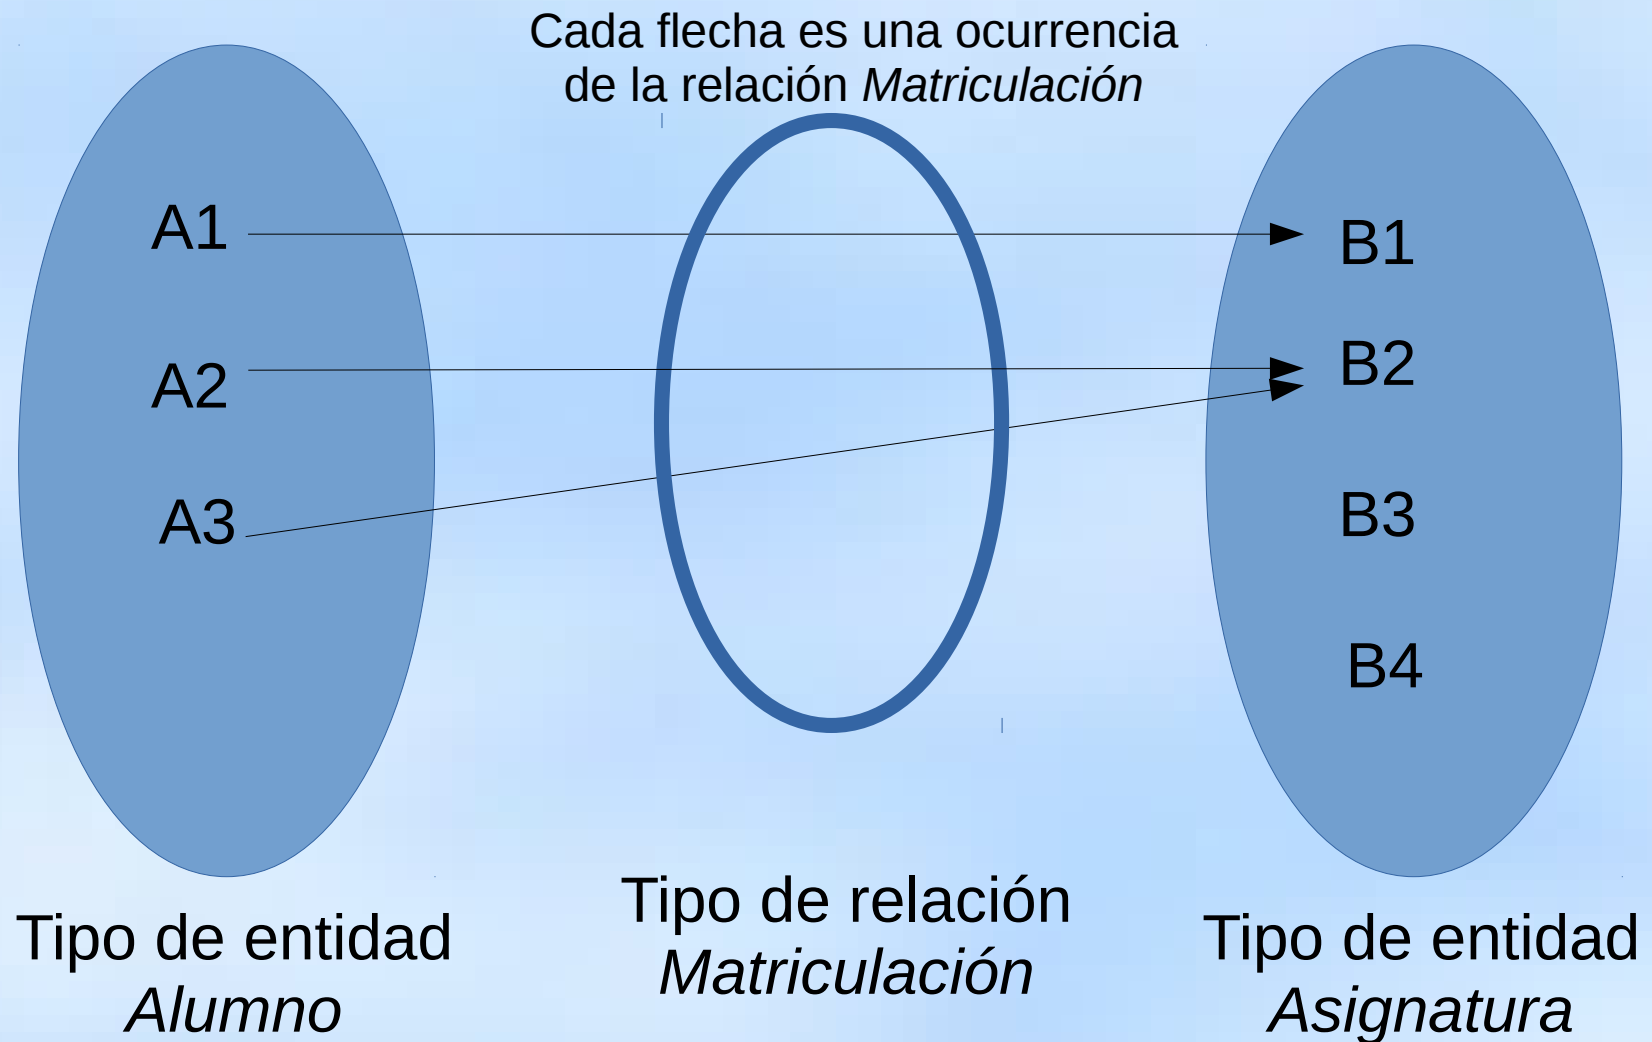 Cada flecha es una ocurrencia
de la relación Matriculación
A1
B1
A2
B2
A3
B3
B4
Tipo de entidad
Alumno
Tipo de relación
Matriculación
Tipo de entidad
Asignatura